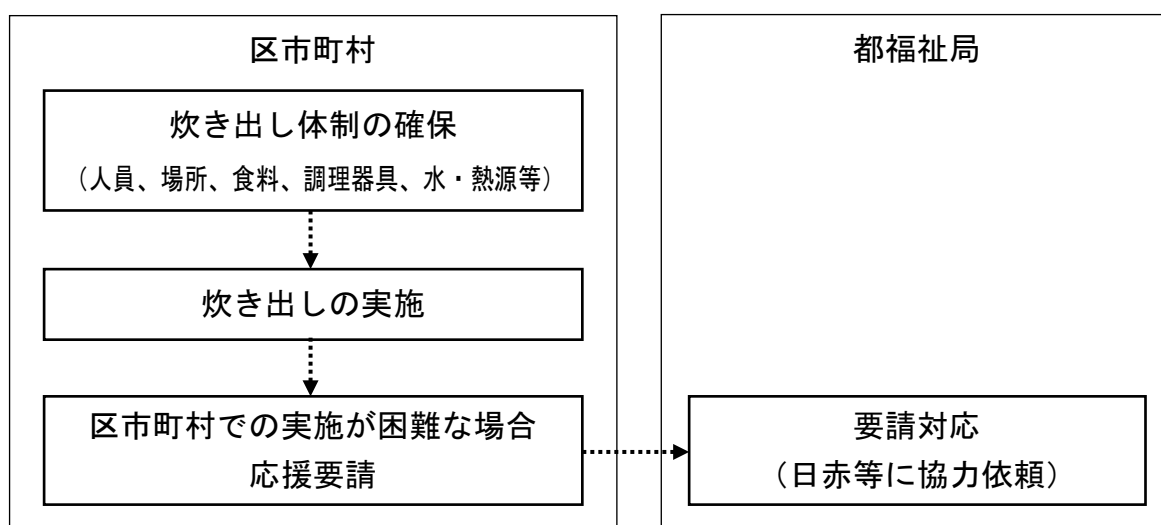 区市町村
炊き出し体制の確保
（人員、場所、食料、調理器具、水・熱源等）
炊き出しの実施
区市町村での実施が困難な場合
応援要請
都福祉局
要請対応
（日赤等に協力依頼）